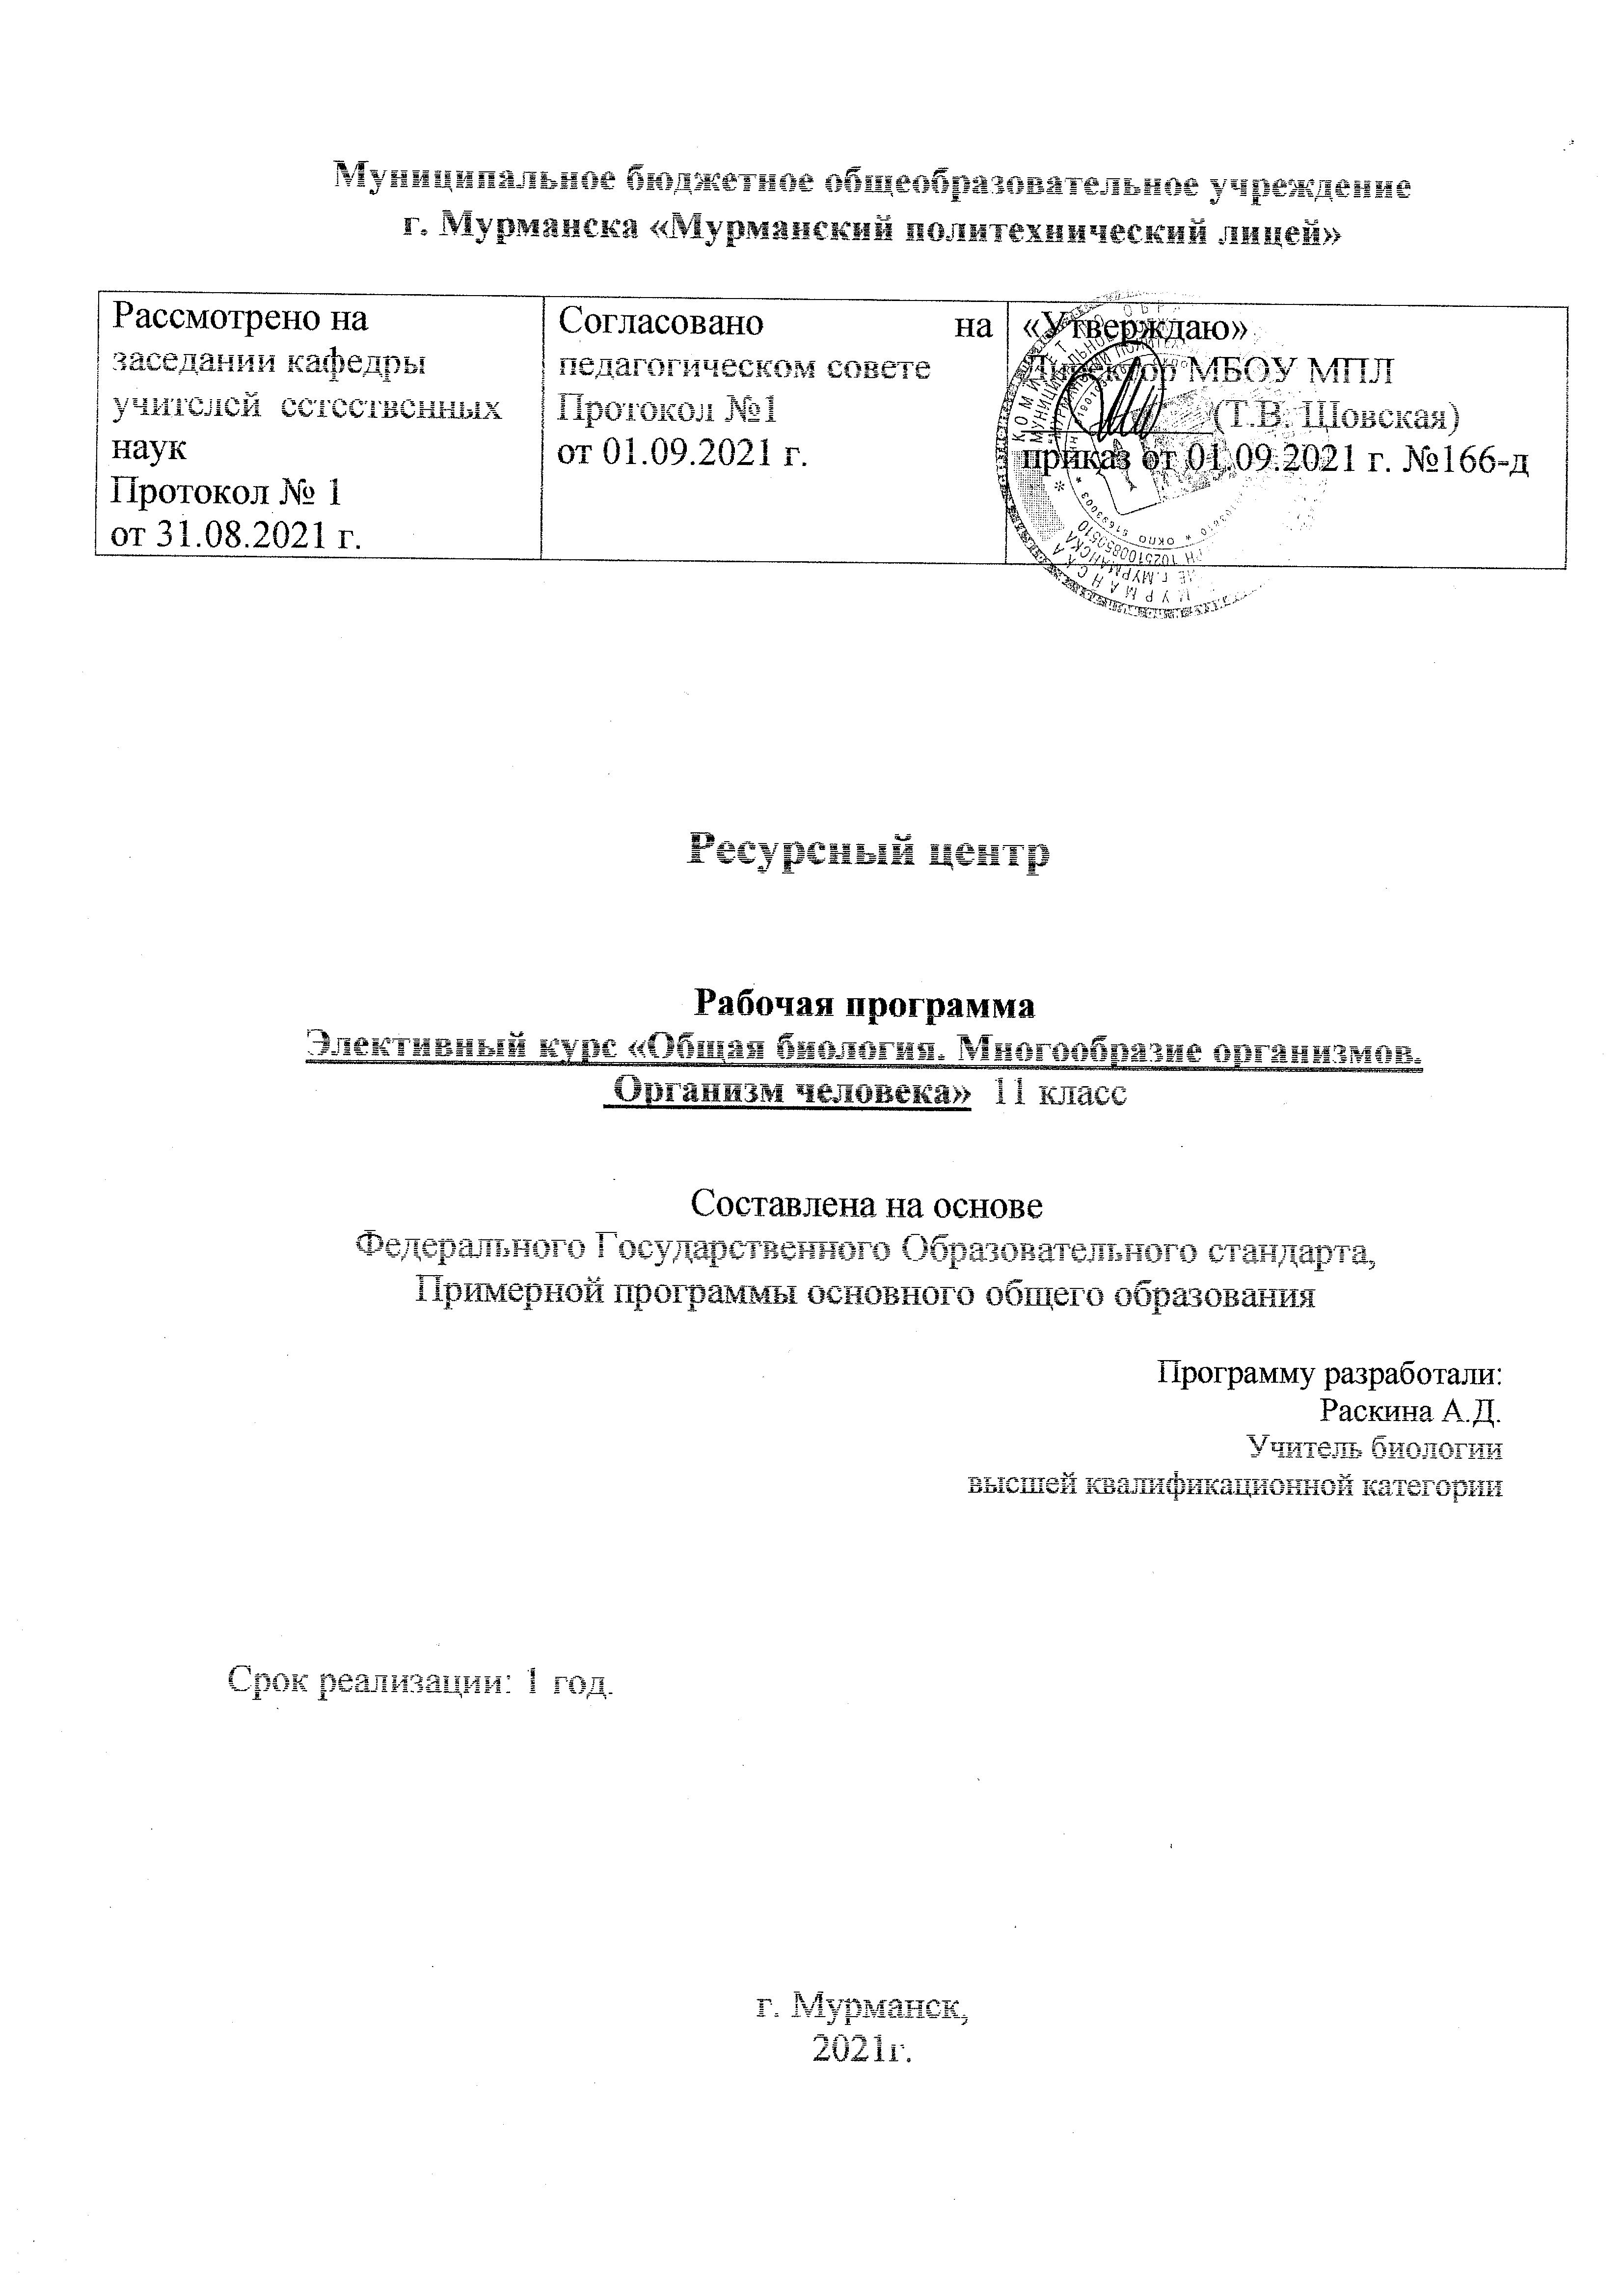 Муниципальное бюджетное общеобразовательное учреждение
г. Мурманска «Мурманский политехнический лицей»
Рассмотрено на
заседании кафедры
учителей естественных
наук
Протокол № 1
от 31.08.2021 г.
Согласовано на
педагогическом совете
Протокол №1
от 01.09.2021 г.
«Утверждаю»
Директор МБОУ МПЛ
(Т.В. Шовская)
приказ от 01.09.2021 г. №166-д
Ресурсный центр
Рабочая программа
Элективный курс «Общая биология. Многообразие организмов.
Организм человека» 11 класс
Составлена на основе
Федерального Государственного Образовательного стандарта,
Примерной программы основного общего образования
Программу разработали:
Раскина А.Д.
Учитель биологии
высшей квалификационной категории
Срок реализации: 1 год.
г. Мурманск,
2021г.